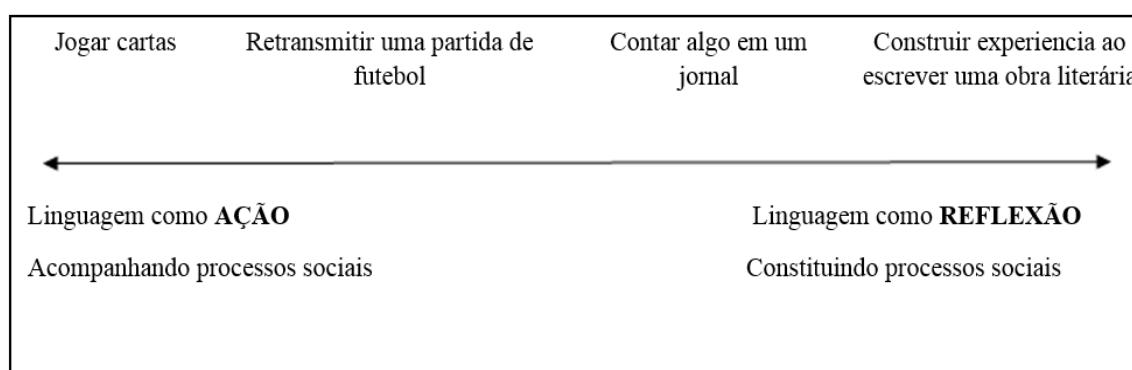 Jogar cartas
Retransmitir uma partida de
futebol
Contar algo em um
jornal
Construir experiencia ao
escrever uma obra literária
Linguagem como AÇÃO
Linguagem como REFLEXÃO
Acompanhando processos sociais
Constituindo processos sociais